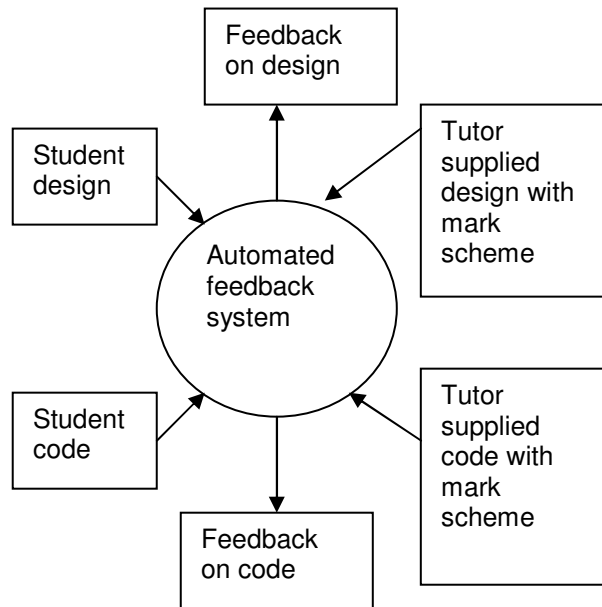 Feedback
on design
Student
design
Tutor
supplied
design with
mark
scheme
Automated
feedback
system
Student
code
Tutor
supplied
code with
mark
scheme
Feedback
on code